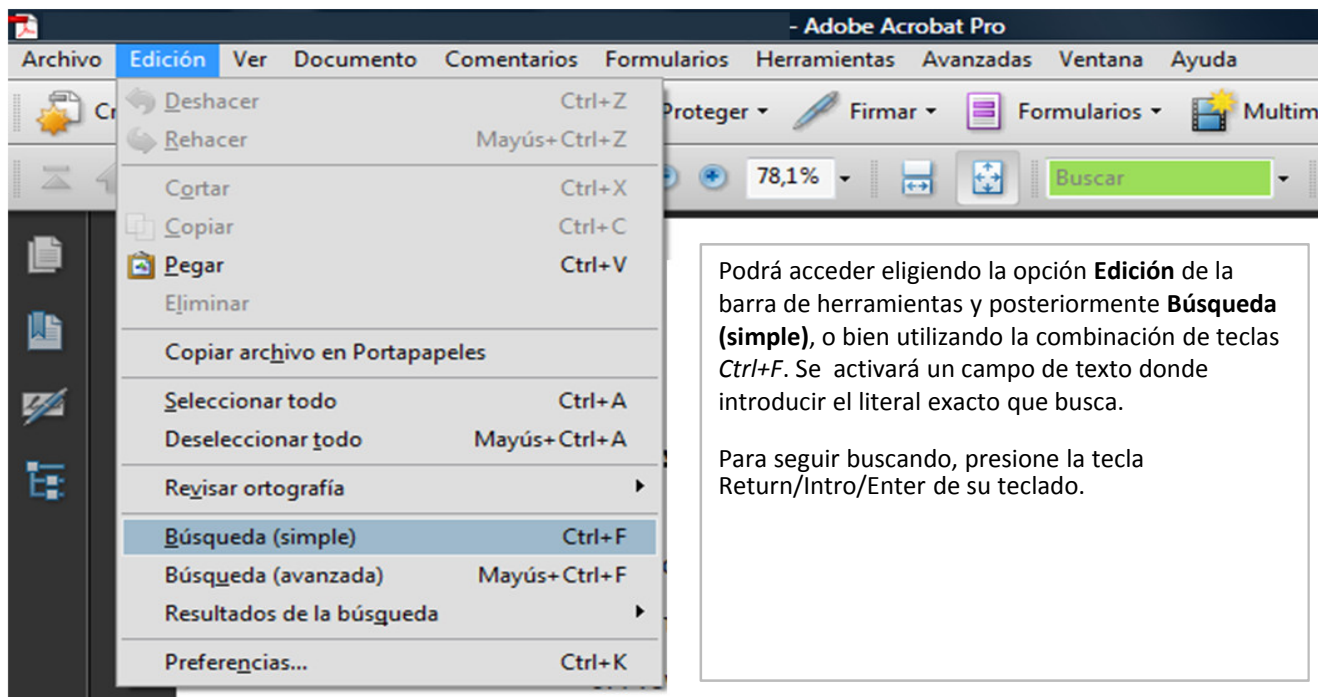 - Adobe Acrobat Pro
Archivo Edición Ver Documento Comentarios Formularios Herramientas Avanzadas Ventana Ayuda
Proteger Firmar Formularios
78,1% Buscar
Deshacer Ctrl+Z
Rehacer Mayús+Ctrl+Z
Cortar Ctrl+X
Copiar Ctrl+C
Pegar Ctrl+V
Eliminar
Copiar archivo en Portapapeles
Seleccionar todo Ctrl+A
Deseleccionar todo Mayús+Ctrl+A
Revisar ortografía
Búsqueda (simple) Ctrl+F
Búsqueda (avanzada) Mayús+Ctrl+F
Resultados de la búsqueda
Preferencias... Ctrl+K
Podrá acceder eligiendo la opción Edición de la
barra de herramientas y posteriormente Búsqueda
(simple), o bien utilizando la combinación de teclas
Ctrl+F. Se activará un campo de texto donde
introducir el literal exacto que busca.
Para seguir buscando, presione la tecla
Return/Intro/Enter de su teclado.